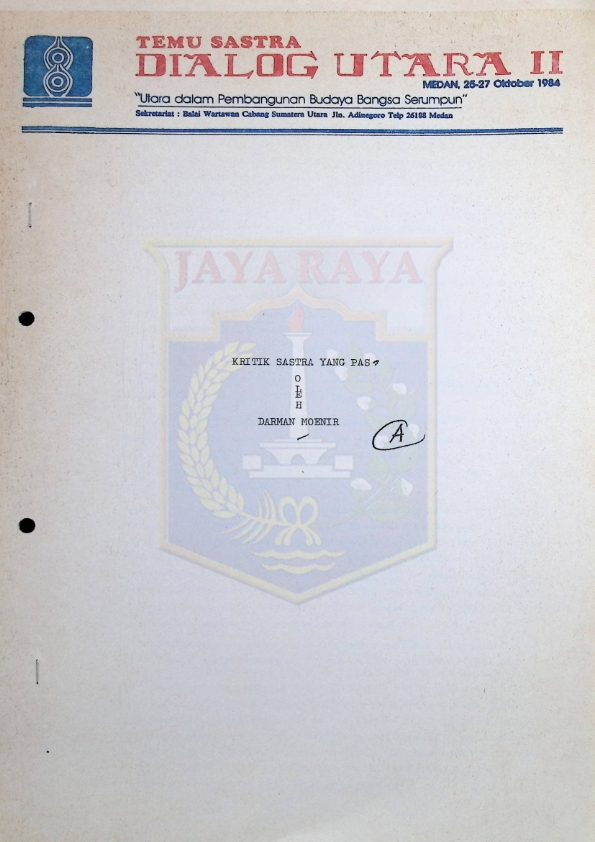 TEMU SASTRA
DIALOG UTARA II
MEDAN, 25-27 Oktober 1984
"Utara dalam Pembangunan Budaya Bangsa Serumpun"
Sekretariat : Balai Wartawan Cabang Sumatera Utara Jln. Adinegoro Telp 26188 Medan
JAYA RAYA
KRITIK SASTRA YANG PAS
O
L
E
H
DARMAN MOENIR
A